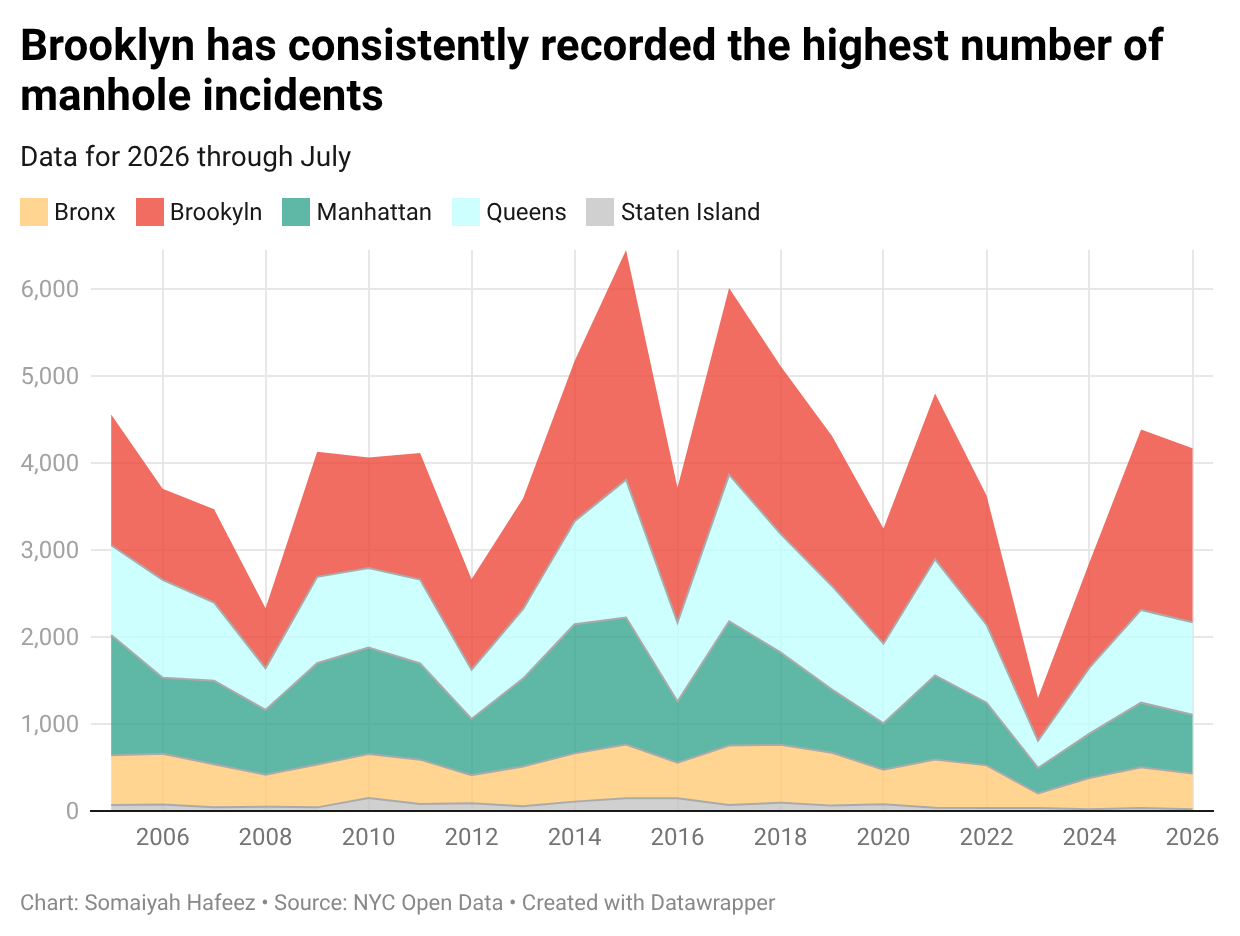 Brooklyn has consistently recorded the highest number of
manhole incidents
Data for 2026 through July
Bronx Brookyln Manhattan Queens Staten Island
6,000
5,000
4,000
3,000
2,000
1,000
0
2006 2008 2010 2012 2014 2016 2018 2020 2022 2024 2026
Chart: Somaiyah Hafeez • Source: NYC Open Data • Created with Datawrapper